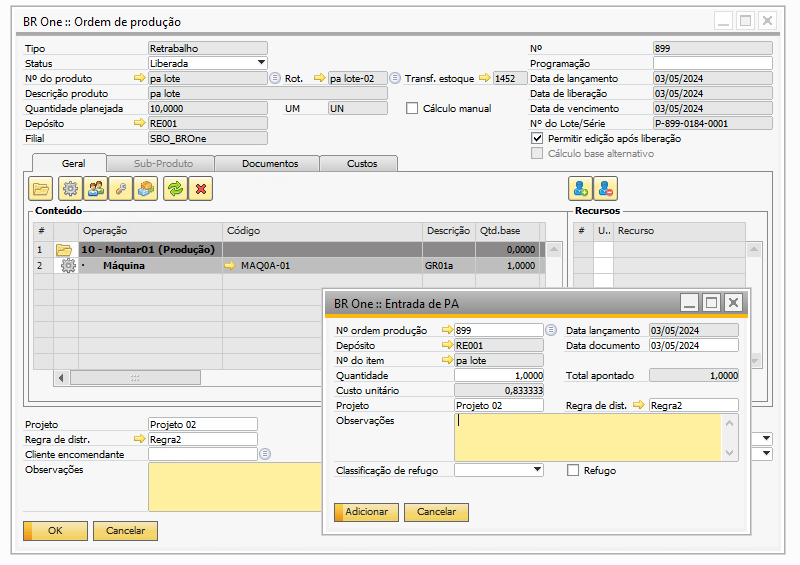 BR One :: Ordem de produção
Tipo Retrabalho Nº 899
Status Liberada Programação
Nº do produto pa lote Rot. pa lote-02 Transf. estoque 1452 Data de lançamento 03/05/2024
Descrição produto pa lote Data de liberação 03/05/2024
Quantidade planejada 10,0000 UM UN Cálculo manual Data de vencimento 03/05/2024
Depósito RE001 Nº do Lote/Série P-899-0184-0001
Filial SBO_BROne Permitir edição após liberação
Cálculo base alternativo
Geral Sub-Produto Documentos Custos
Conteúdo Recursos
# Operação Código Descrição Qtd.base # U.. Recurso
1 10 - Montar01 (Produção) 0,0000
2 · Máquina MAQ0A-01 GR01a 1,0000
BR One :: Entrada de PA
Nº ordem produção 899 Data lançamento 03/05/2024
Depósito RE001 Data documento 03/05/2024
Nº do item pa lote
Quantidade 1,0000 Total apontado 1,0000
Custo unitário 0,833333
Projeto Projeto 02 Regra de dist. Regra2
Observações
Classificação de refugo Refugo
Adicionar Cancelar
Projeto Projeto 02
Regra de distr. Regra2
Cliente encomendante
Observações
OK Cancelar